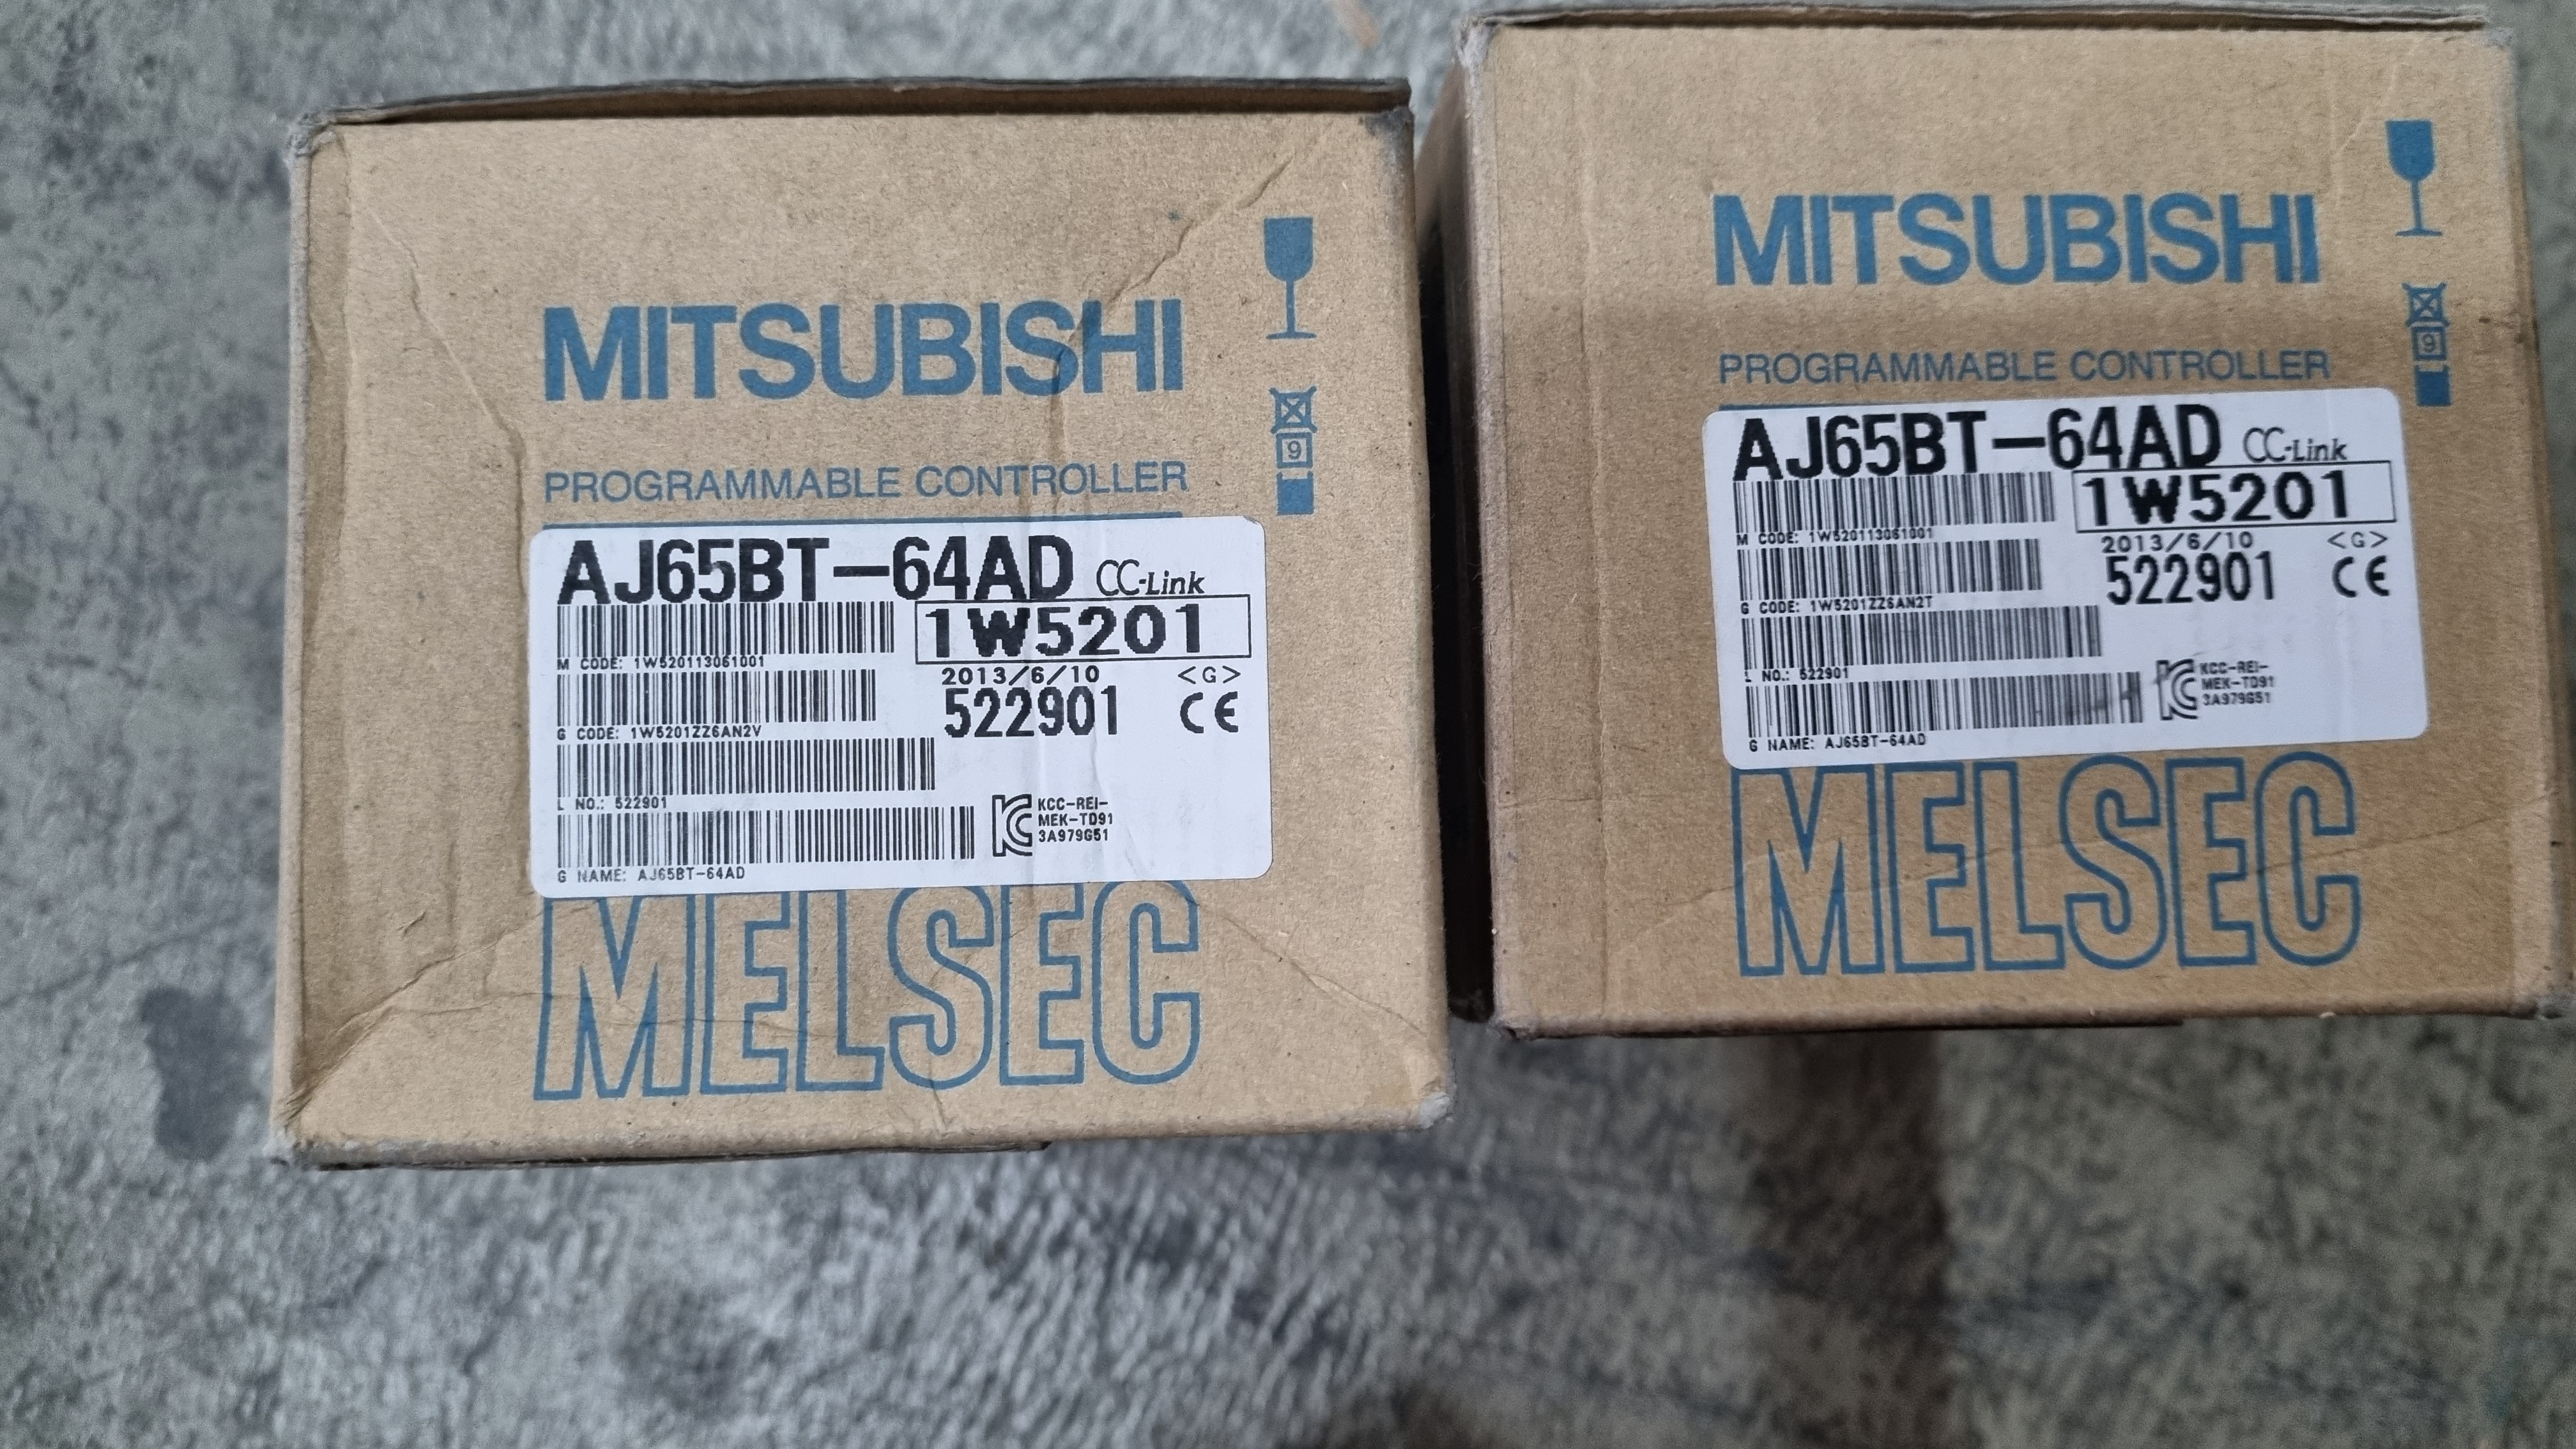 MITSUBISHI
9
PROGRAMMABLE CONTROLLER
AJ65BT-64AD CC-Link
1W5201
M CODE: 1W520113061001
2013/6/10 <G>
522901 CE
G CODE: 1W5201ZZ6AN2V
L NO.: 522901
KCC-REI-
MEK-TD91
3A979G51
G NAME: AJ65BT-64AD
MELSEC
MITSUBISHI
9
PROGRAMMABLE CONTROLLER
AJ65BT-64AD CC-Link
1W5201
M CODE: 1W520113061001
2013/6/10 <G>
522901 CE
G CODE: 1W5201ZZ6AN2T
L NO.: 522901
KCC-REI-
MEK-TD91
3A979G51
G NAME: AJ65BT-64AD
MELSEC